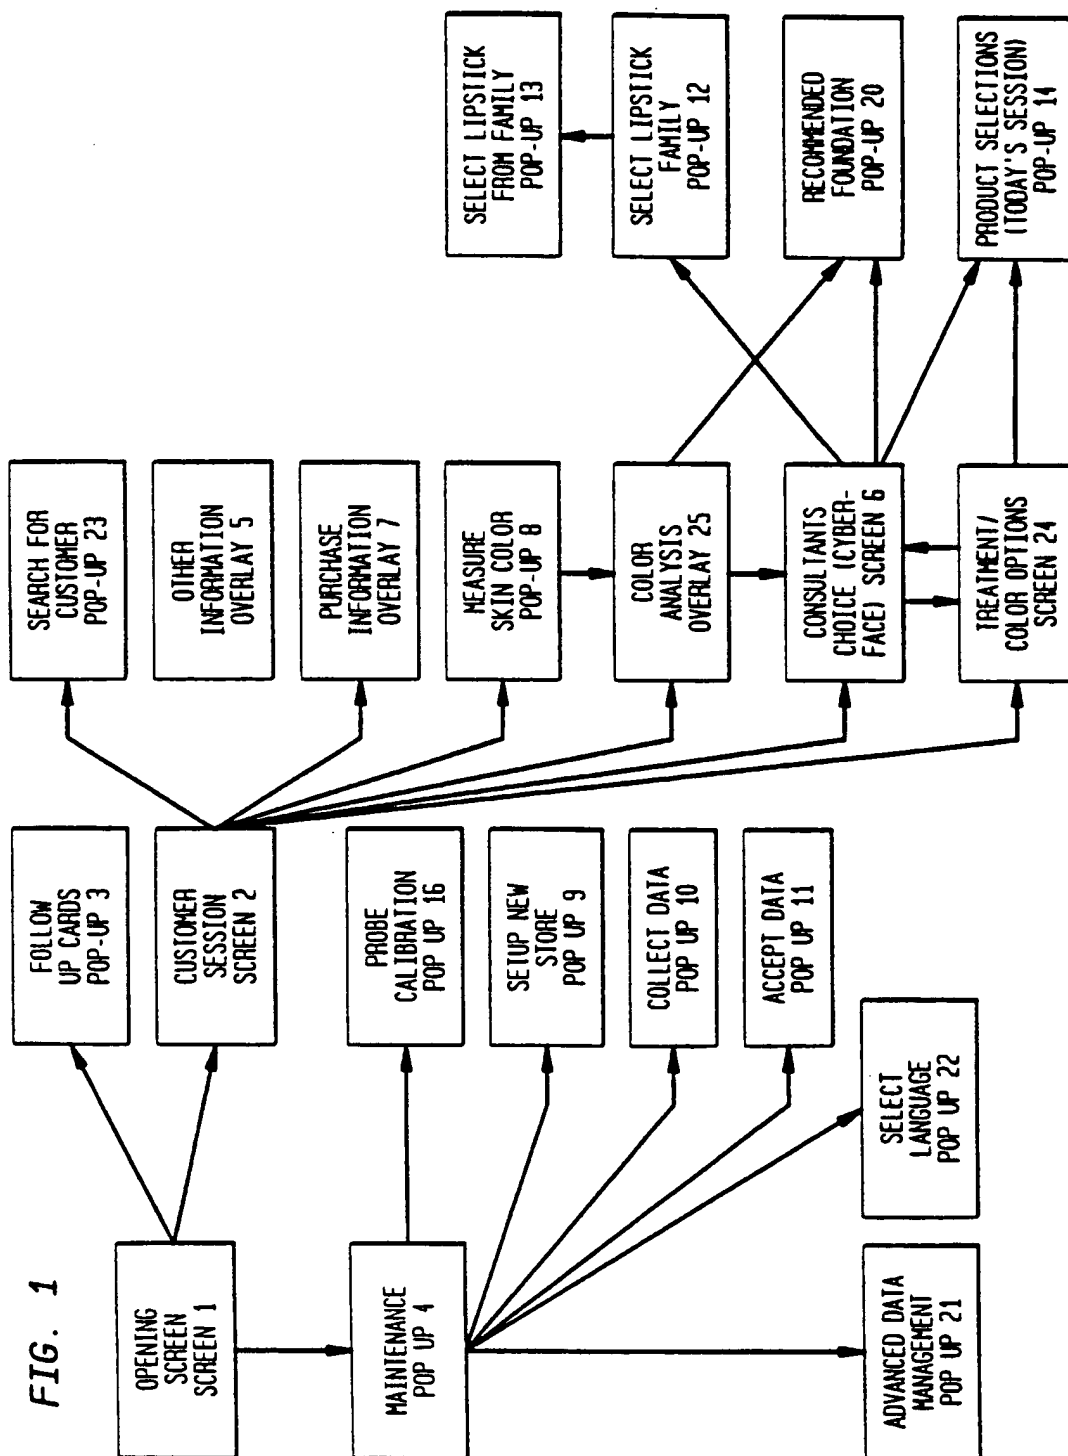 FIG. 1
OPENING
SCREEN
SCREEN 1
MAINTENANCE
POP UP 4
ADVANCED DATA
MANAGEMENT
POP UP 21
FOLLOW
UP CARDS
POP-UP 3
CUSTOMER
SESSION
SCREEN 2
PROBE
CALIBRATION
POP UP 16
SETUP NEW
STORE
POP UP 9
COLLECT DATA
POP UP 10
ACCEPT DATA
POP UP 11
SELECT
LANGUAGE
POP UP 22
SEARCH FOR
CUSTOMER
POP-UP 23
OTHER
INFORMATION
OVERLAY 5
PURCHASE
INFORMATION
OVERLAY 7
MEASURE
SKIN COLOR
POP-UP 8
COLOR
ANALYSIS
OVERLAY 25
CONSULTANTS
CHOICE (CYBER-
FACE) SCREEN 6
TREATMENT/
COLOR OPTIONS
SCREEN 24
SELECT LIPSTICK
FROM FAMILY
POP-UP 13
SELECT LIPSTICK
FAMILY
POP-UP 12
RECOMMENDED
FOUNDATION
POP-UP 20
PRODUCT SELECTIONS
(TODAY'S SESSION)
POP-UP 14